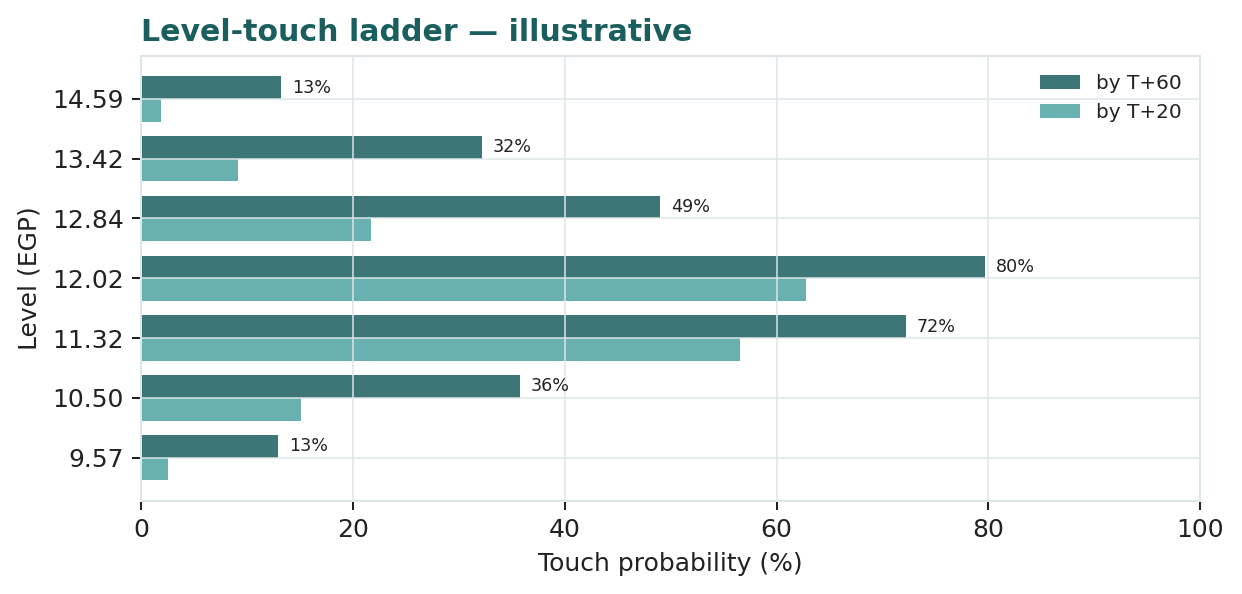 Level-touch ladder — illustrative
by T+60
by T+20
14.59
13%
13.42
32%
12.84
49%
12.02
80%
11.32
72%
10.50
36%
9.57
13%
Level (EGP)
0 20 40 60 80 100
Touch probability (%)